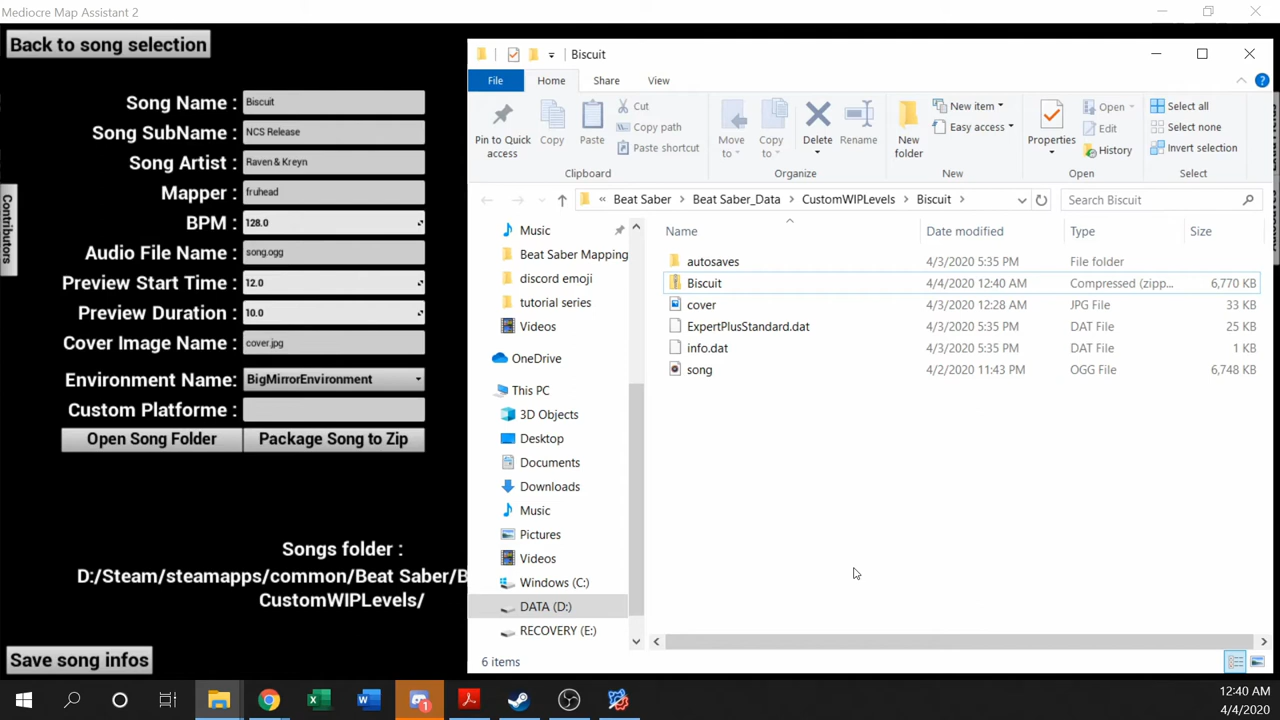 Mediocre Map Assistant 2
Back to song selection
Contributors
Song Name : Biscuit
Song SubName : NCS Release
Song Artist : Raven & Kreyn
Mapper : fruhead
BPM : 128.0
Audio File Name : song.ogg
Preview Start Time : 12.0
Preview Duration : 10.0
Cover Image Name : cover.jpg
Environment Name: BigMirrorEnvironment
Custom Platforme :
Open Song Folder Package Song to Zip
Songs folder :
D:/Steam/steamapps/common/Beat Saber/B
CustomWIPLevels/
Save song infos
Biscuit
File Home Share View
Pin to Quick access
Copy
Paste
Cut
Copy path
Paste shortcut
Clipboard
Move to
Copy to
Delete
Rename
Organize
New folder
New item
Easy access
New
Properties
Open
Edit
History
Open
Select all
Select none
Invert selection
Select
« Beat Saber > Beat Saber_Data > CustomWIPLevels > Biscuit >
Search Biscuit
Music
Beat Saber Mapping
discord emoji
tutorial series
Videos
OneDrive
This PC
3D Objects
Desktop
Documents
Downloads
Music
Pictures
Videos
Windows (C:)
DATA (D:)
RECOVERY (E:)
Name Date modified Type Size
autosaves 4/3/2020 5:35 PM File folder
Biscuit 4/4/2020 12:40 AM Compressed (zipp... 6,770 KB
cover 4/3/2020 12:28 AM JPG File 33 KB
ExpertPlusStandard.dat 4/3/2020 5:35 PM DAT File 25 KB
info.dat 4/3/2020 5:35 PM DAT File 1 KB
song 4/2/2020 11:43 PM OGG File 6,748 KB
6 items
1
12:40 AM
4/4/2020